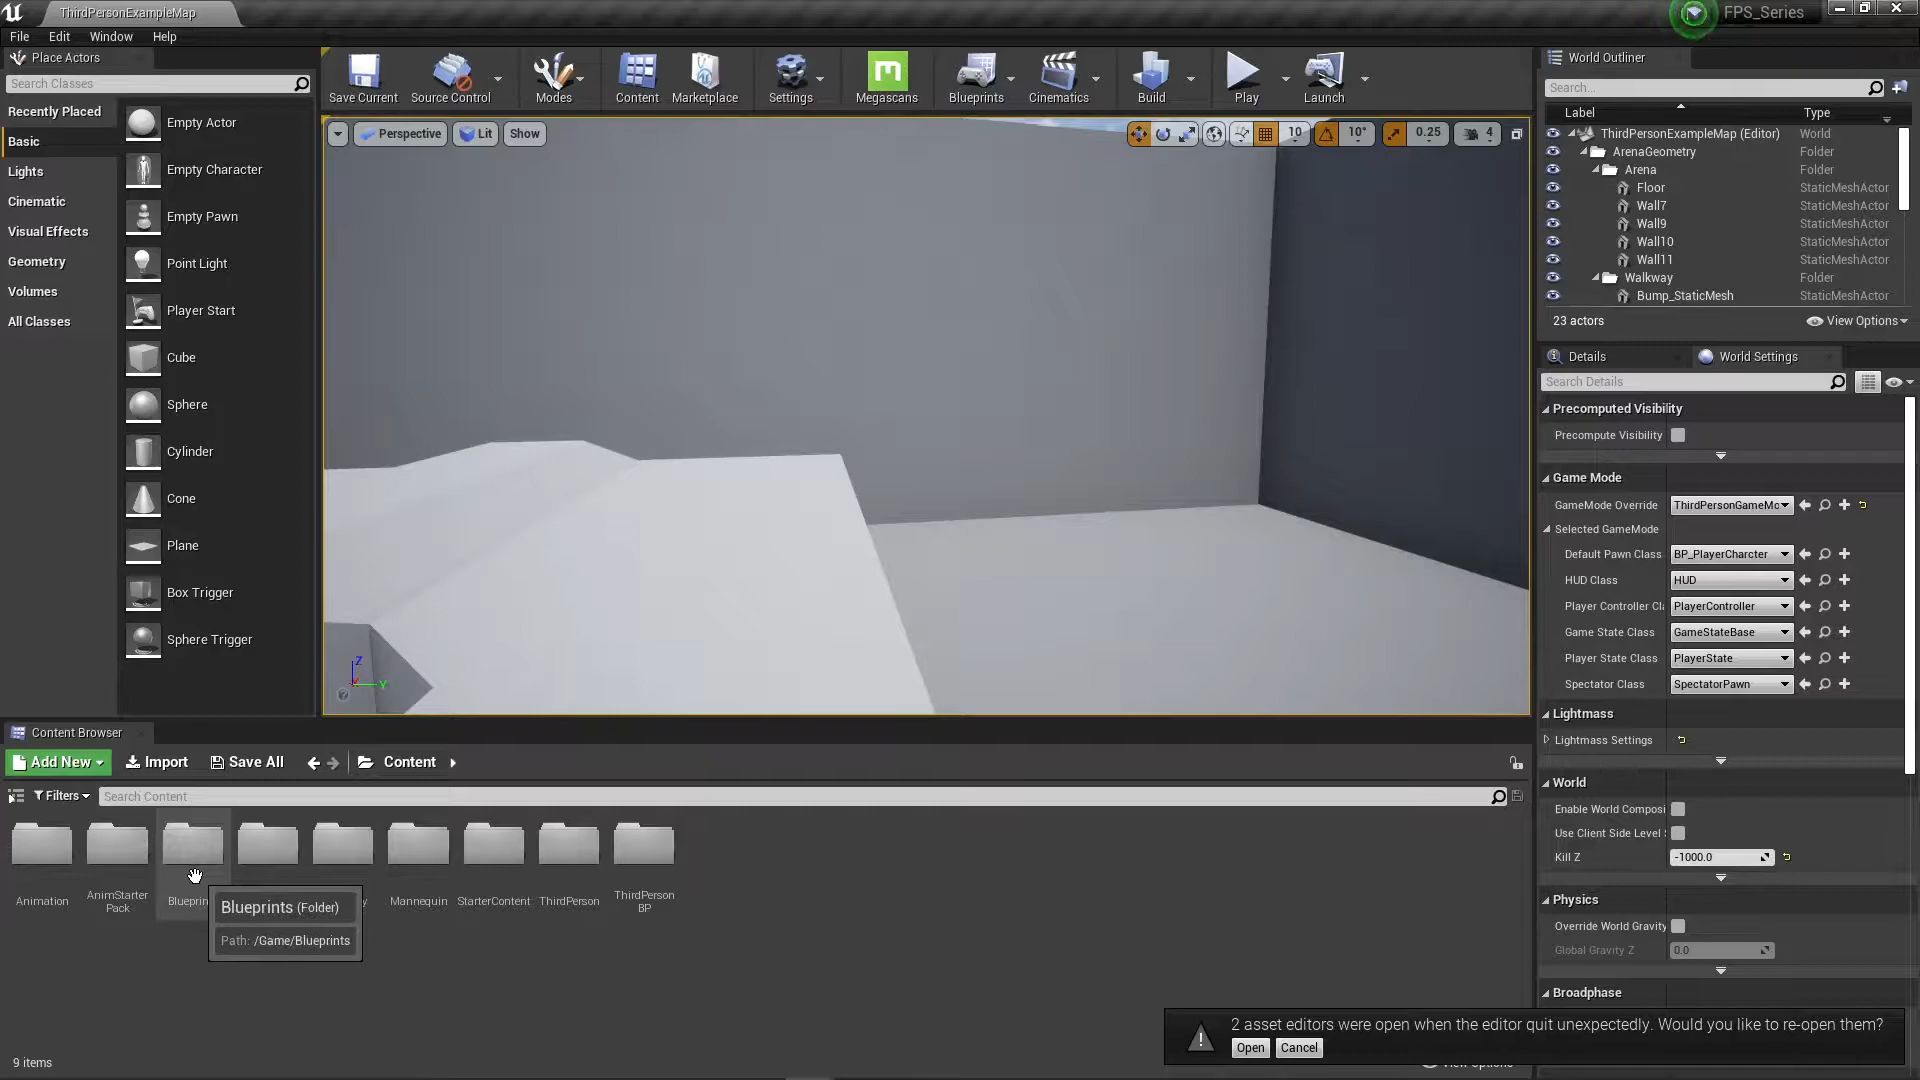 ThirdPersonExampleMap
FPS_Series
File Edit Window Help
Place Actors
Search Classes
Recently Placed
Basic
Lights
Cinematic
Visual Effects
Geometry
Volumes
All Classes
Empty Actor
Empty Character
Empty Pawn
Point Light
Player Start
Cube
Sphere
Cylinder
Cone
Plane
Box Trigger
Sphere Trigger
Save Current Source Control Modes Content Marketplace Settings Megascans Blueprints Cinematics Build Play Launch
Perspective Lit Show 10 10° 0.25 4
Z
Y
World Outliner
Search...
Label Type
ThirdPersonExampleMap (Editor) World
ArenaGeometry Folder
Arena Folder
Floor StaticMeshActor
Wall7 StaticMeshActor
Wall9 StaticMeshActor
Wall10 StaticMeshActor
Wall11 StaticMeshActor
Walkway Folder
Bump_StaticMesh StaticMeshActor
23 actors View Options
Details World Settings
Search Details
Precomputed Visibility
Precompute Visibility
Game Mode
GameMode Override ThirdPersonGameMo
Selected GameMode
Default Pawn Class BP_PlayerCharcter
HUD Class HUD
Player Controller Cl PlayerController
Game State Class GameStateBase
Player State Class PlayerState
Spectator Class SpectatorPawn
Lightmass
Lightmass Settings
World
Enable World Composi
Use Client Side Level
Kill Z -1000.0
Physics
Override World Gravity
Global Gravity Z 0.0
Broadphase
Content Browser
Add New Import Save All Content
Filters Search Content
Animation
AnimStarter
Pack
Blueprin
y
Mannequin
StarterContent
ThirdPerson
ThirdPerson
BP
Blueprints (Folder)
Path: /Game/Blueprints
9 items
2 asset editors were open when the editor quit unexpectedly. Would you like to re-open them?
Open Cancel
View Options